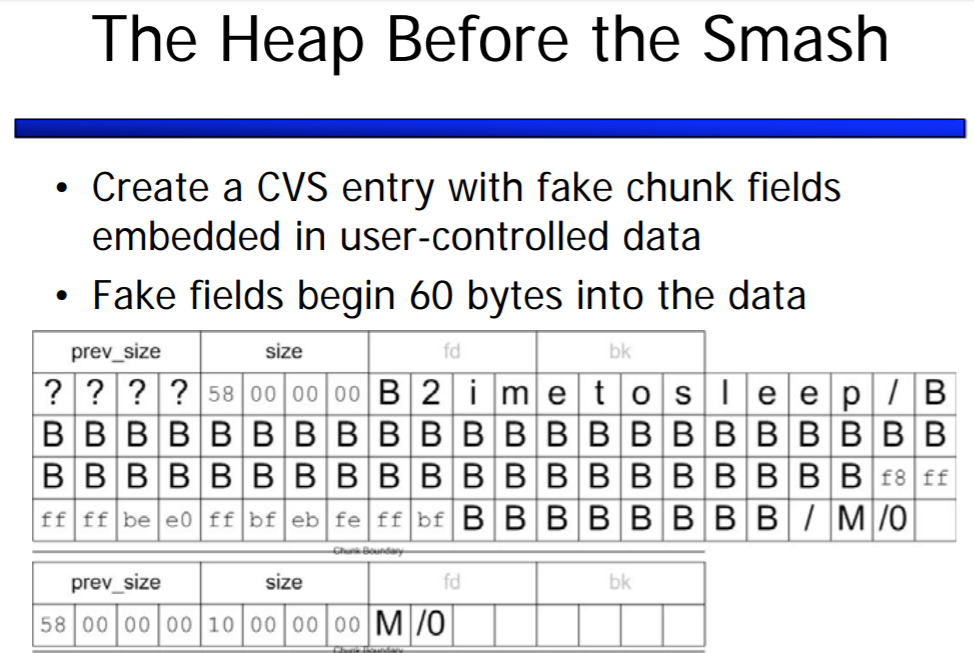 The Heap Before the Smash
• Create a CVS entry with fake chunk fields
embedded in user-controlled data
• Fake fields begin 60 bytes into the data
prev_size size fd bk
? ? ? ? 58 00 00 00 B 2 i m e t o s l e e p / B
B B B B B B B B B B B B B B B B B B B B B B
B B B B B B B B B B B B B B B B B B B B f8 ff
ff ff be e0 ff bf eb fe ff bf B B B B B B B B / M /0
Chunk Boundary
prev_size size fd bk
58 00 00 00 10 00 00 00 M /0
Chunk Boundary